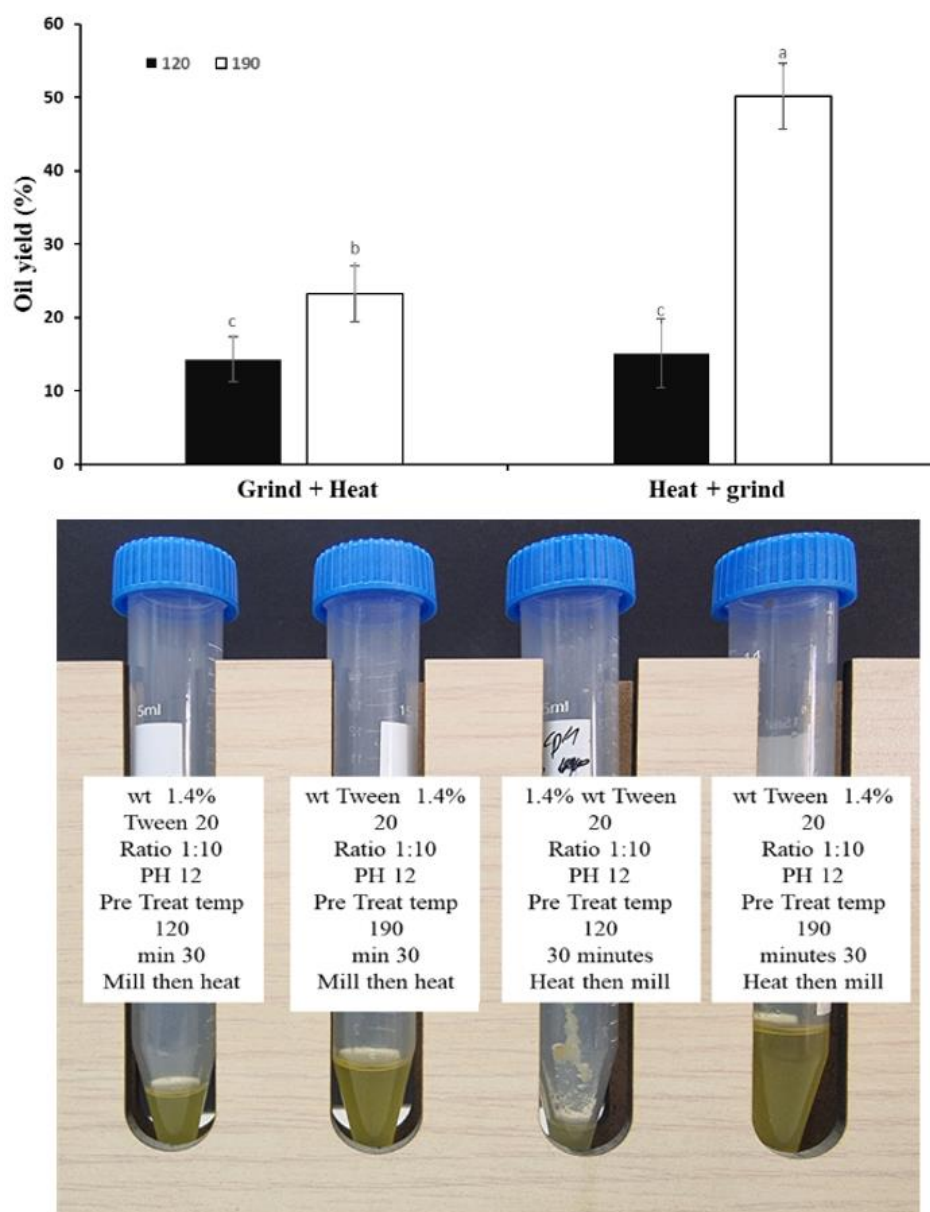 60
50
40
30
20
10
0
Oil yield (%)
120 190
c
b
c
a
Grind + Heat
Heat + grind
5ml
15
5ml
14
wt 1.4%
Tween 20
Ratio 1:10
PH 12
Pre Treat temp
120
min 30
Mill then heat
wt Tween 1.4%
20
Ratio 1:10
PH 12
Pre Treat temp
190
min 30
Mill then heat
1.4% wt Tween
20
Ratio 1:10
PH 12
Pre Treat temp
120
30 minutes
Heat then mill
wt Tween 1.4%
20
Ratio 1:10
PH 12
Pre Treat temp
190
minutes 30
Heat then mill